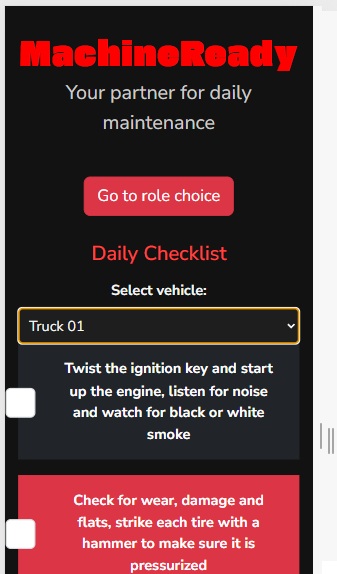 MachineReady
Your partner for daily
maintenance
Go to role choice
Daily Checklist
Select vehicle:
Truck 01
Twist the ignition key and start
up the engine, listen for noise
and watch for black or white
smoke
Check for wear, damage and
flats, strike each tire with a
hammer to make sure it is
pressurized